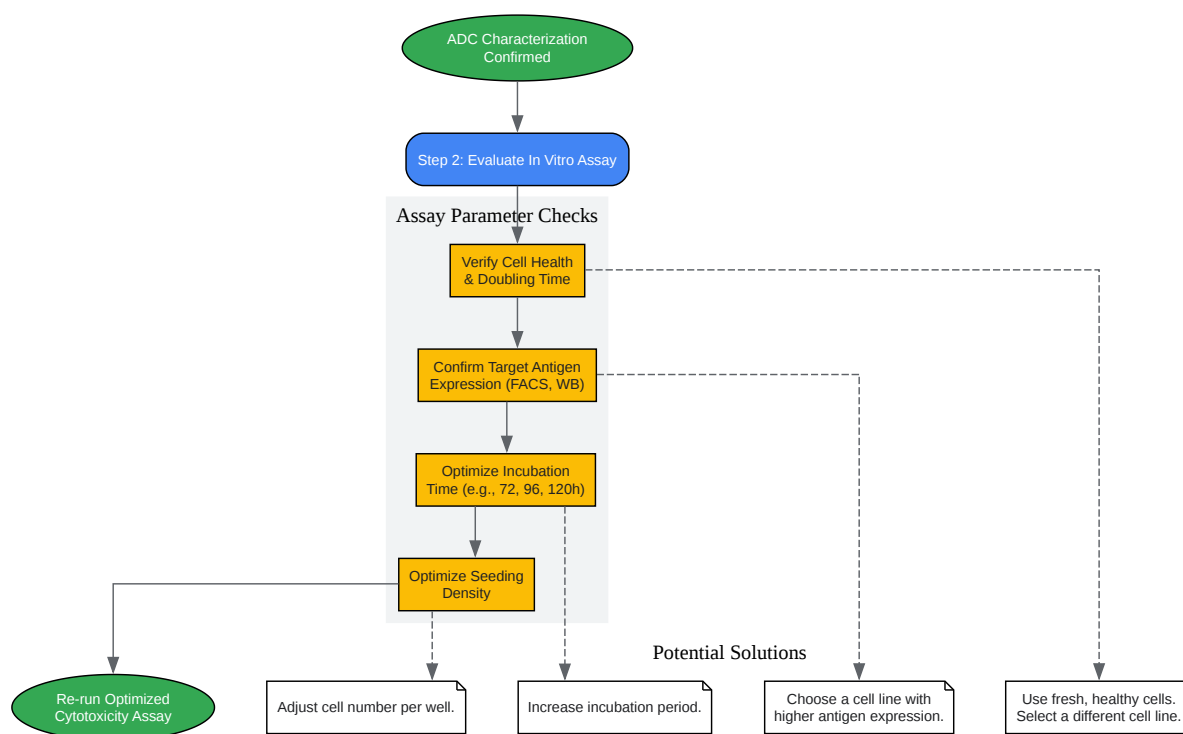 ADC Characterization
Confirmed
Step 2: Evaluate In Vitro Assay
Assay Parameter Checks
Verify Cell Health
& Doubling Time
Confirm Target Antigen
Expression (FACS, WB)
Optimize Incubation
Time (e.g., 72, 96, 120h)
Optimize Seeding
Density
Potential Solutions
Re-run Optimized
Cytotoxicity Assay
Adjust cell number per well.
Increase incubation period.
Choose a cell line with
higher antigen expression.
Use fresh, healthy cells.
Select a different cell line.